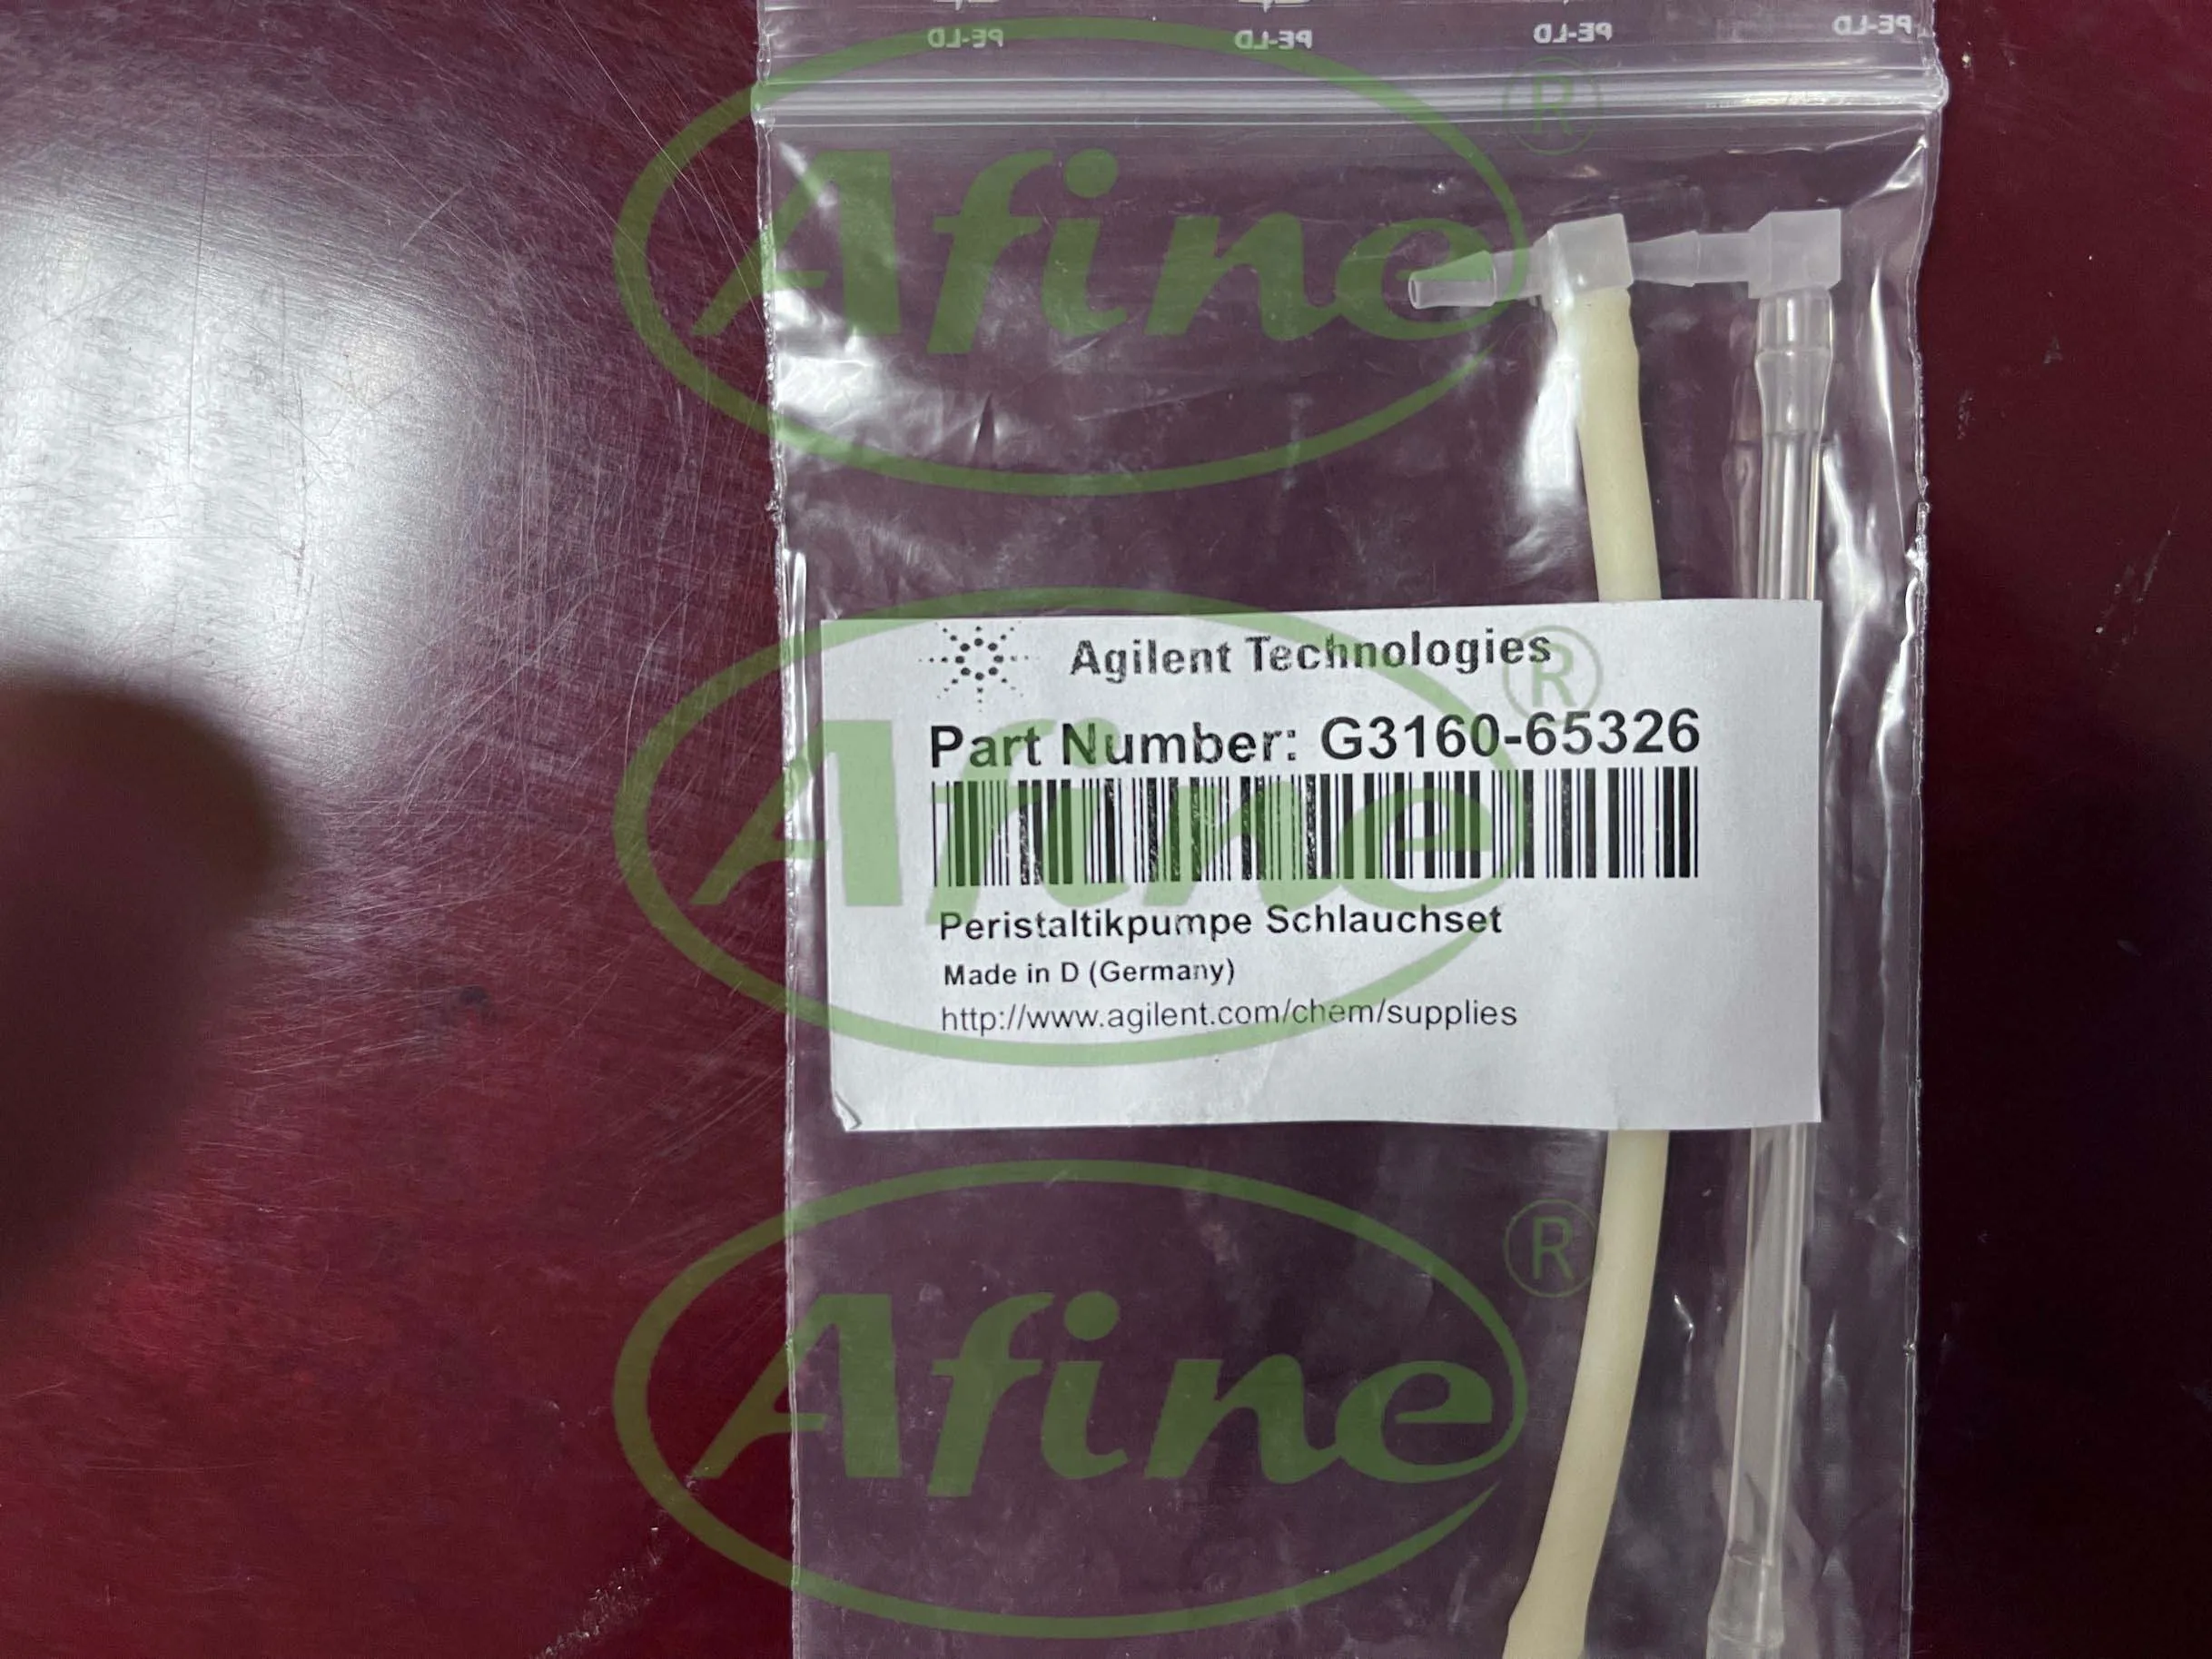 PE-LD PE-LD PE-LD PE-LD
Afine ®
Agilent Technologies
Part Number: G3160-65326
Afine ®
Peristaltikpumpe Schlauchset
Made in D (Germany)
http://www.agilent.com/chem/supplies
Afine ®